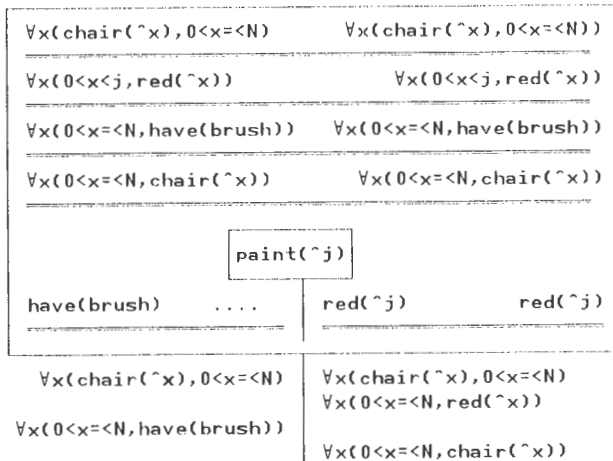 ∀x(chair(^x),0<x=<N) ∀x(chair(^x),0<x=<N))
∀x(0<x<j,red(^x)) ∀x(0<x<j,red(^x))
∀x(0<x=<N,have(brush)) ∀x(0<x=<N,have(brush))
∀x(0<x=<N,chair(^x)) ∀x(0<x=<N,chair(^x))
paint(^j)
have(brush) .... red(^j) red(^j)
∀x(chair(^x),0<x=<N) ∀x(chair(^x),0<x=<N)
∀x(0<x=<N,red(^x))
∀x(0<x=<N,have(brush))
∀x(0<x=<N,chair(^x))